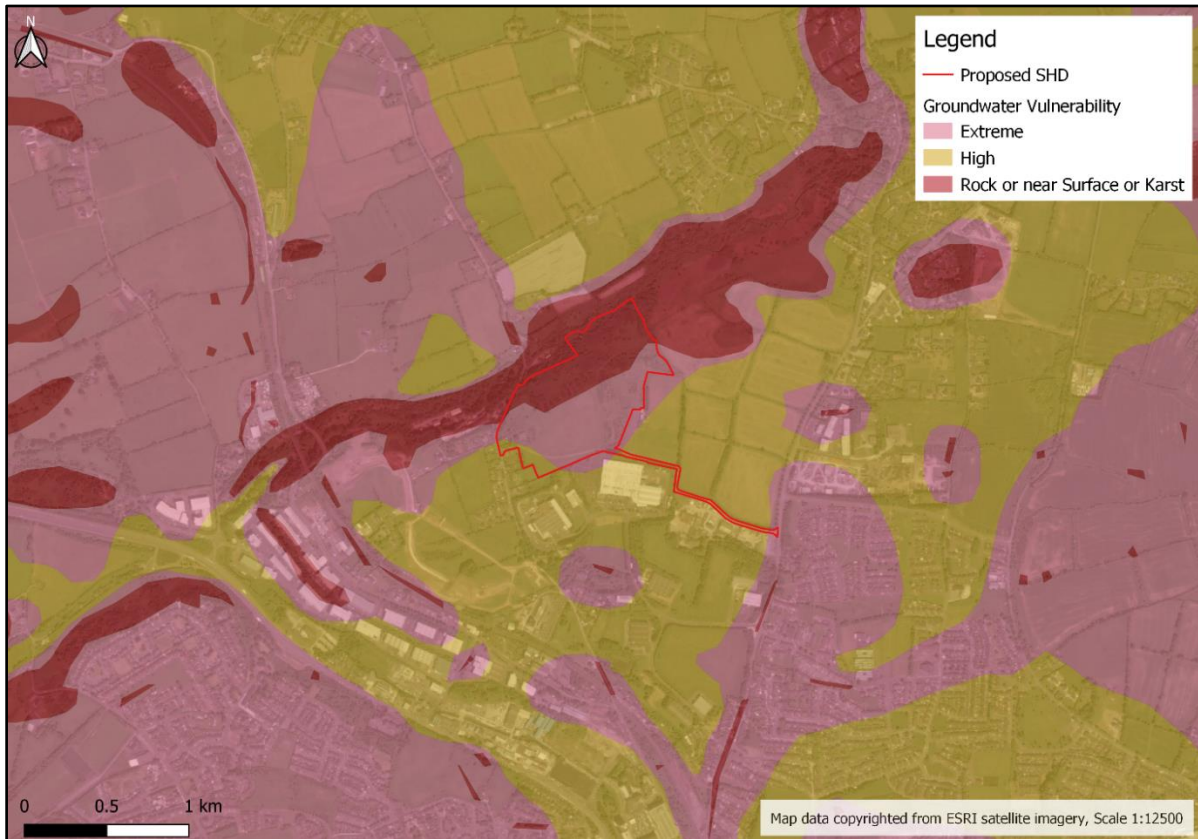 N
Legend
Proposed SHD
Groundwater Vulnerability
Extreme
High
Rock or near Surface or Karst
0 0.5 1 km
Map data copyrighted from ESRI satellite imagery, Scale 1:12500